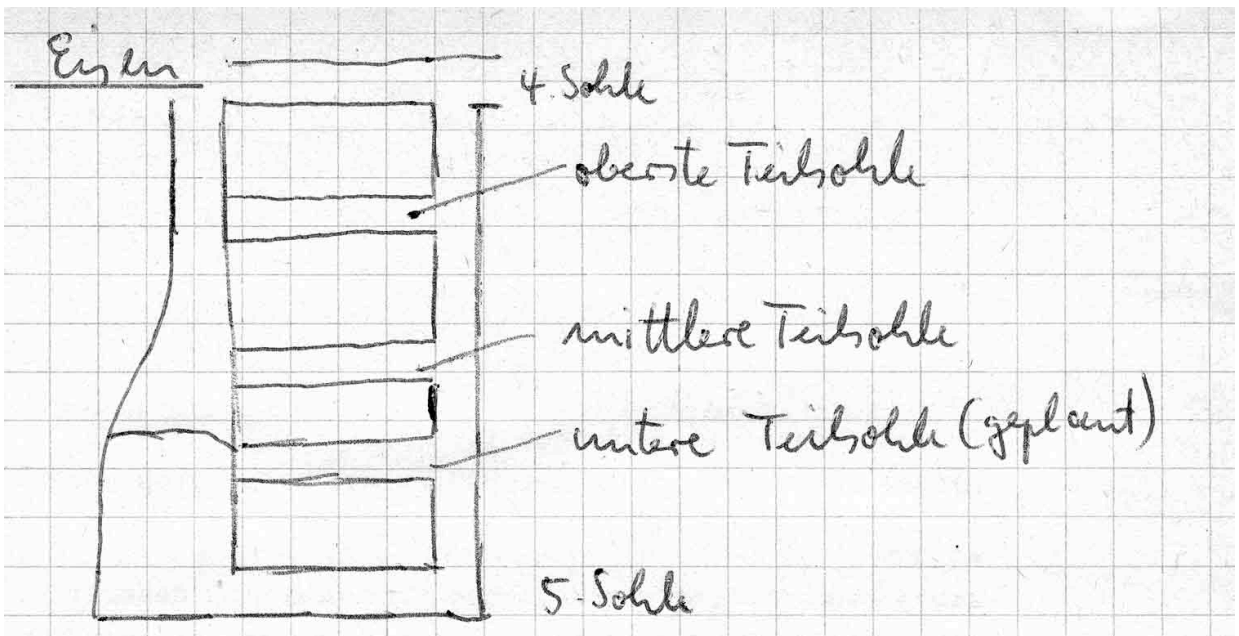 Eisen
4. Sohle
oberste Teilsohle
mittlere Teilsohle
untere Teilsohle (geplant)
5. Sohle